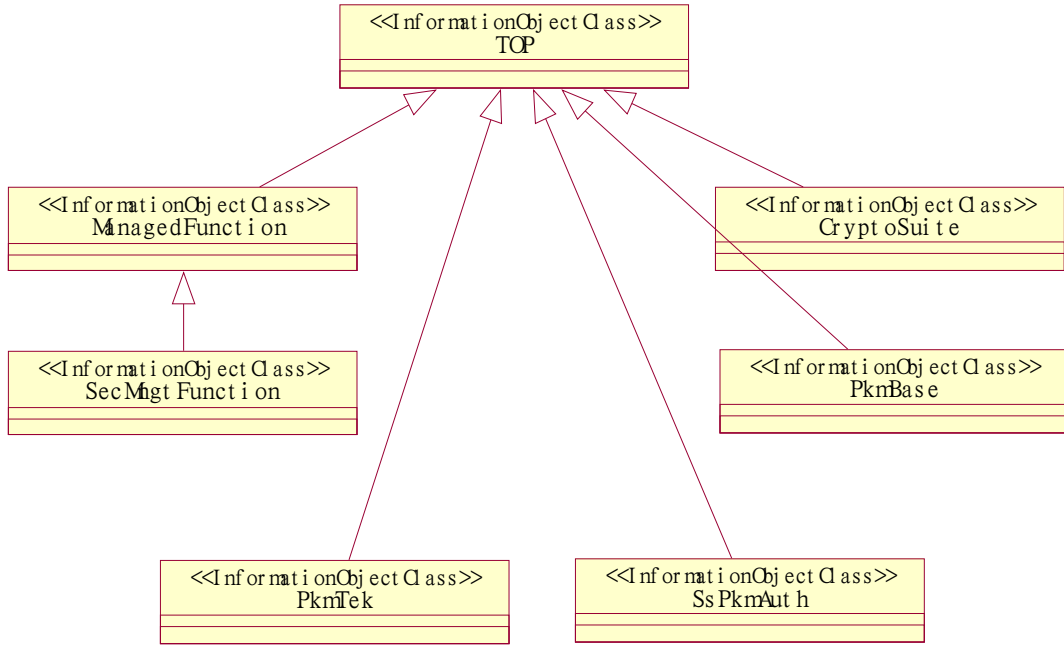 <<InformationObjectClass>>
TOP
<<InformationObjectClass>>
ManagedFunction
<<InformationObjectClass>>
CryptoSuite
<<InformationObjectClass>>
SecMngtFunction
<<InformationObjectClass>>
PkmBase
<<InformationObjectClass>>
PkmTek
<<InformationObjectClass>>
SsPkmAuth